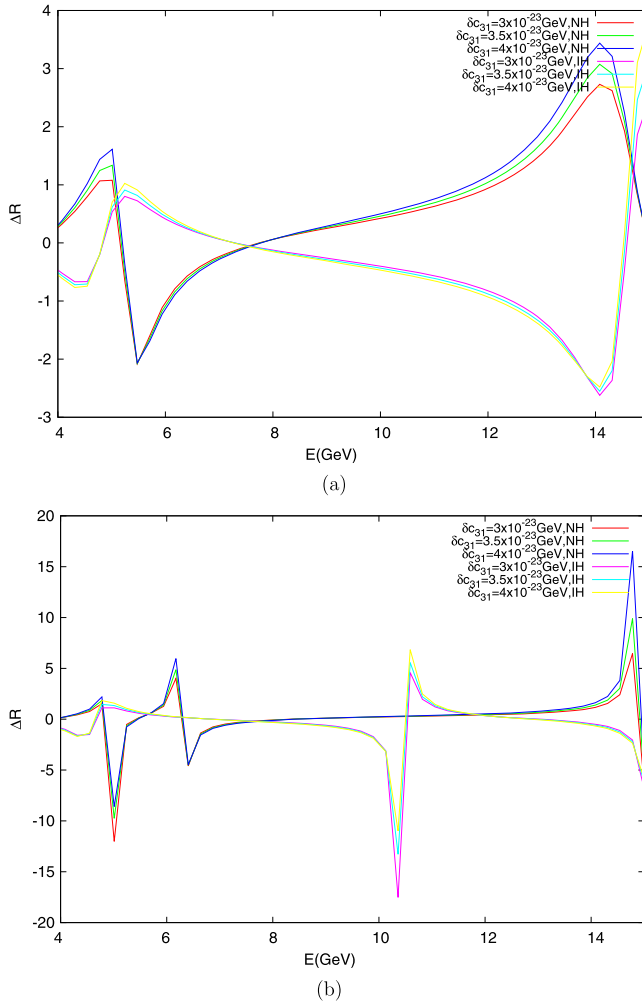 4
3
2
1
0
-1
-2
-3
ΔR
δc₃₁=3x10⁻²³GeV,NH
δc₃₁=3.5x10⁻²³GeV,NH
δc₃₁=4x10⁻²³GeV,NH
δc₃₁=3x10⁻²³GeV,IH
δc₃₁=3.5x10⁻²³GeV,IH
δc₃₁=4x10⁻²³GeV,IH
4 6 8 10 12 14
E(GeV)
(a)
20
15
10
5
0
-5
-10
-15
-20
ΔR
δc₃₁=3x10⁻²³GeV,NH
δc₃₁=3.5x10⁻²³GeV,NH
δc₃₁=4x10⁻²³GeV,NH
δc₃₁=3x10⁻²³GeV,IH
δc₃₁=3.5x10⁻²³GeV,IH
δc₃₁=4x10⁻²³GeV,IH
4 6 8 10 12 14
E(GeV)
(b)